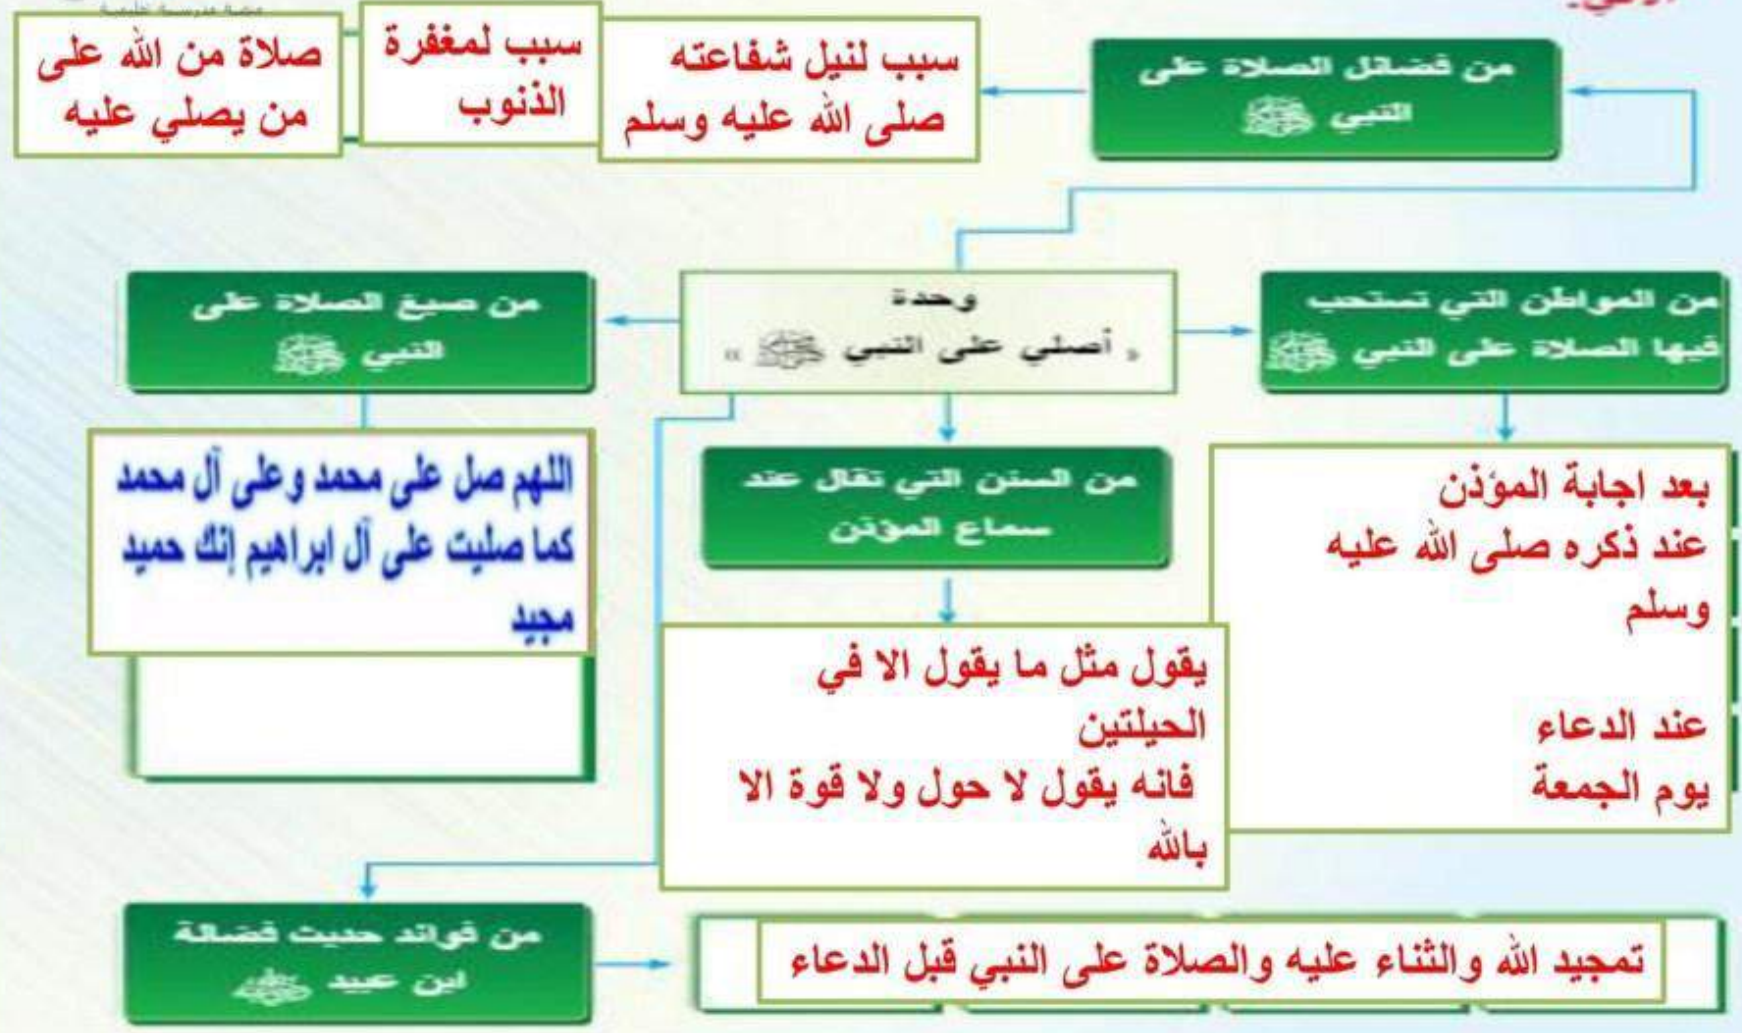 منصة مدرستي التعليمية
من فضائل الصلاة على
النبي ﷺ
سبب لنيل شفاعته
صلى الله عليه وسلم
سبب لمغفرة
الذنوب
صلاة من الله على
من يصلي عليه
وحدة
« أصلي على النبي ﷺ »
من المواطن التي تستحب
فيها الصلاة على النبي ﷺ
بعد اجابة المؤذن
عند ذكره صلى الله عليه
وسلم
عند الدعاء
يوم الجمعة
من السنن التي تقال عند
سماع المؤذن
يقول مثل ما يقول الا في
الحيلتين
فانه يقول لا حول ولا قوة الا
بالله
من صيغ الصلاة على
النبي ﷺ
اللهم صل على محمد وعلى آل محمد
كما صليت على آل ابراهيم إنك حميد
مجيد
من فوائد حديث فضالة
ابن عبيد رضي الله عنه
تمجيد الله والثناء عليه والصلاة على النبي قبل الدعاء